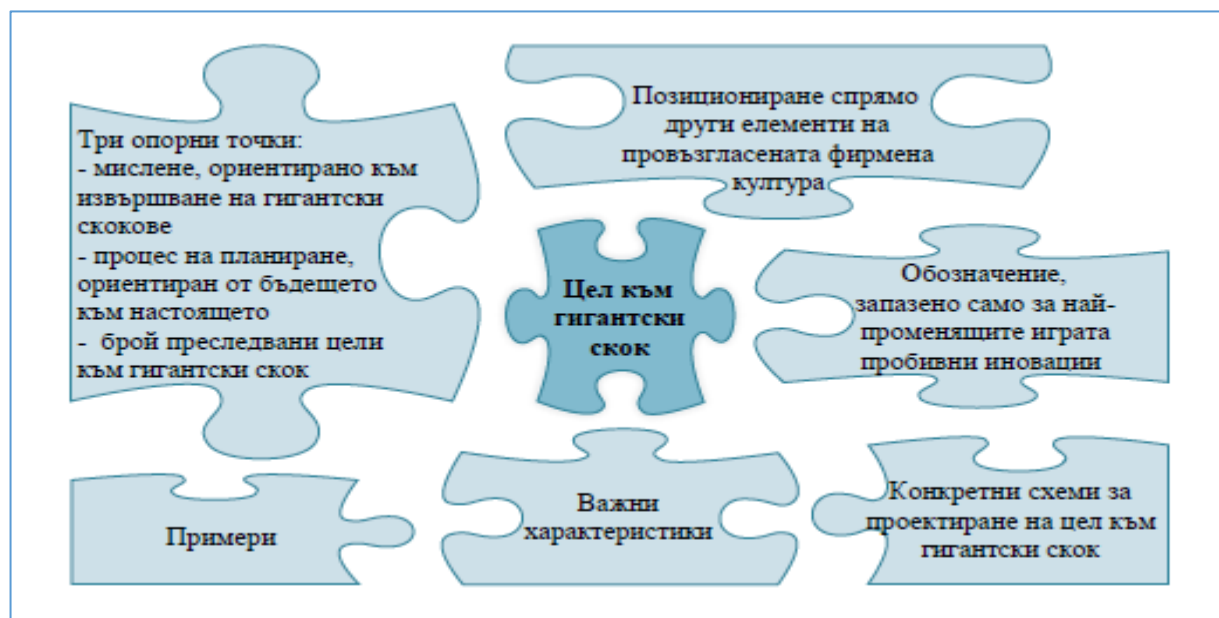 Три опорни точки:
- мислене, ориентирано към
извършване на гигантски
скокове
- процес на планиране,
ориентиран от бъдещето
към настоящето
- брой преследвани цели
към гигантски скок
Позициониране спрямо
други елементи на
провъзгласената фирмена
култура
Цел към
гигантски
скок
Обозначение,
запазено само за най-
променящите играта
пробивни иновации
Примери
Важни
характеристики
Конкретни схеми за
проектиране на цел към
гигантски скок